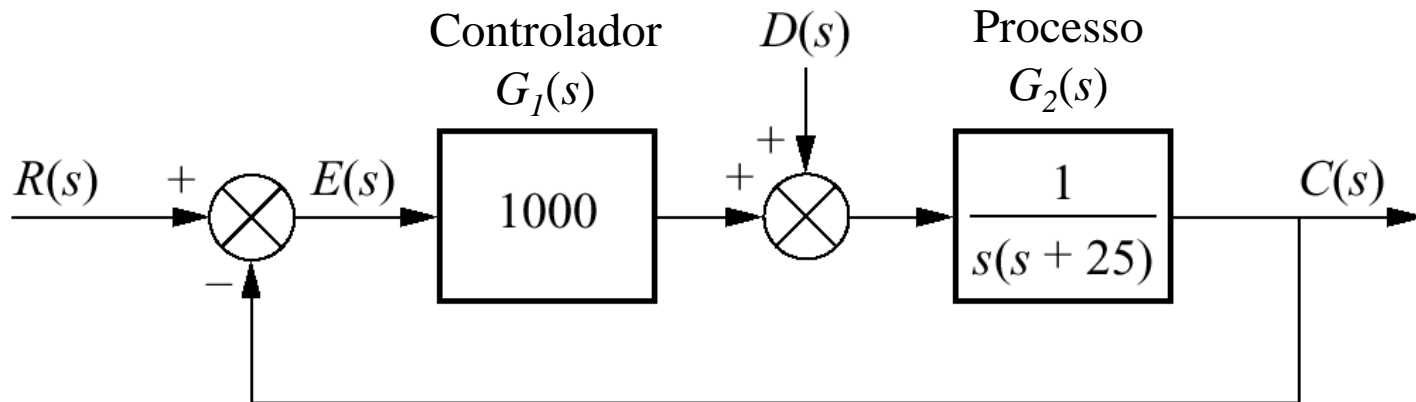 Controlador
G₁(s)
D(s)
Processo
G₂(s)
R(s)
+
−
E(s)
1000
+
+
1
s(s + 25)
C(s)